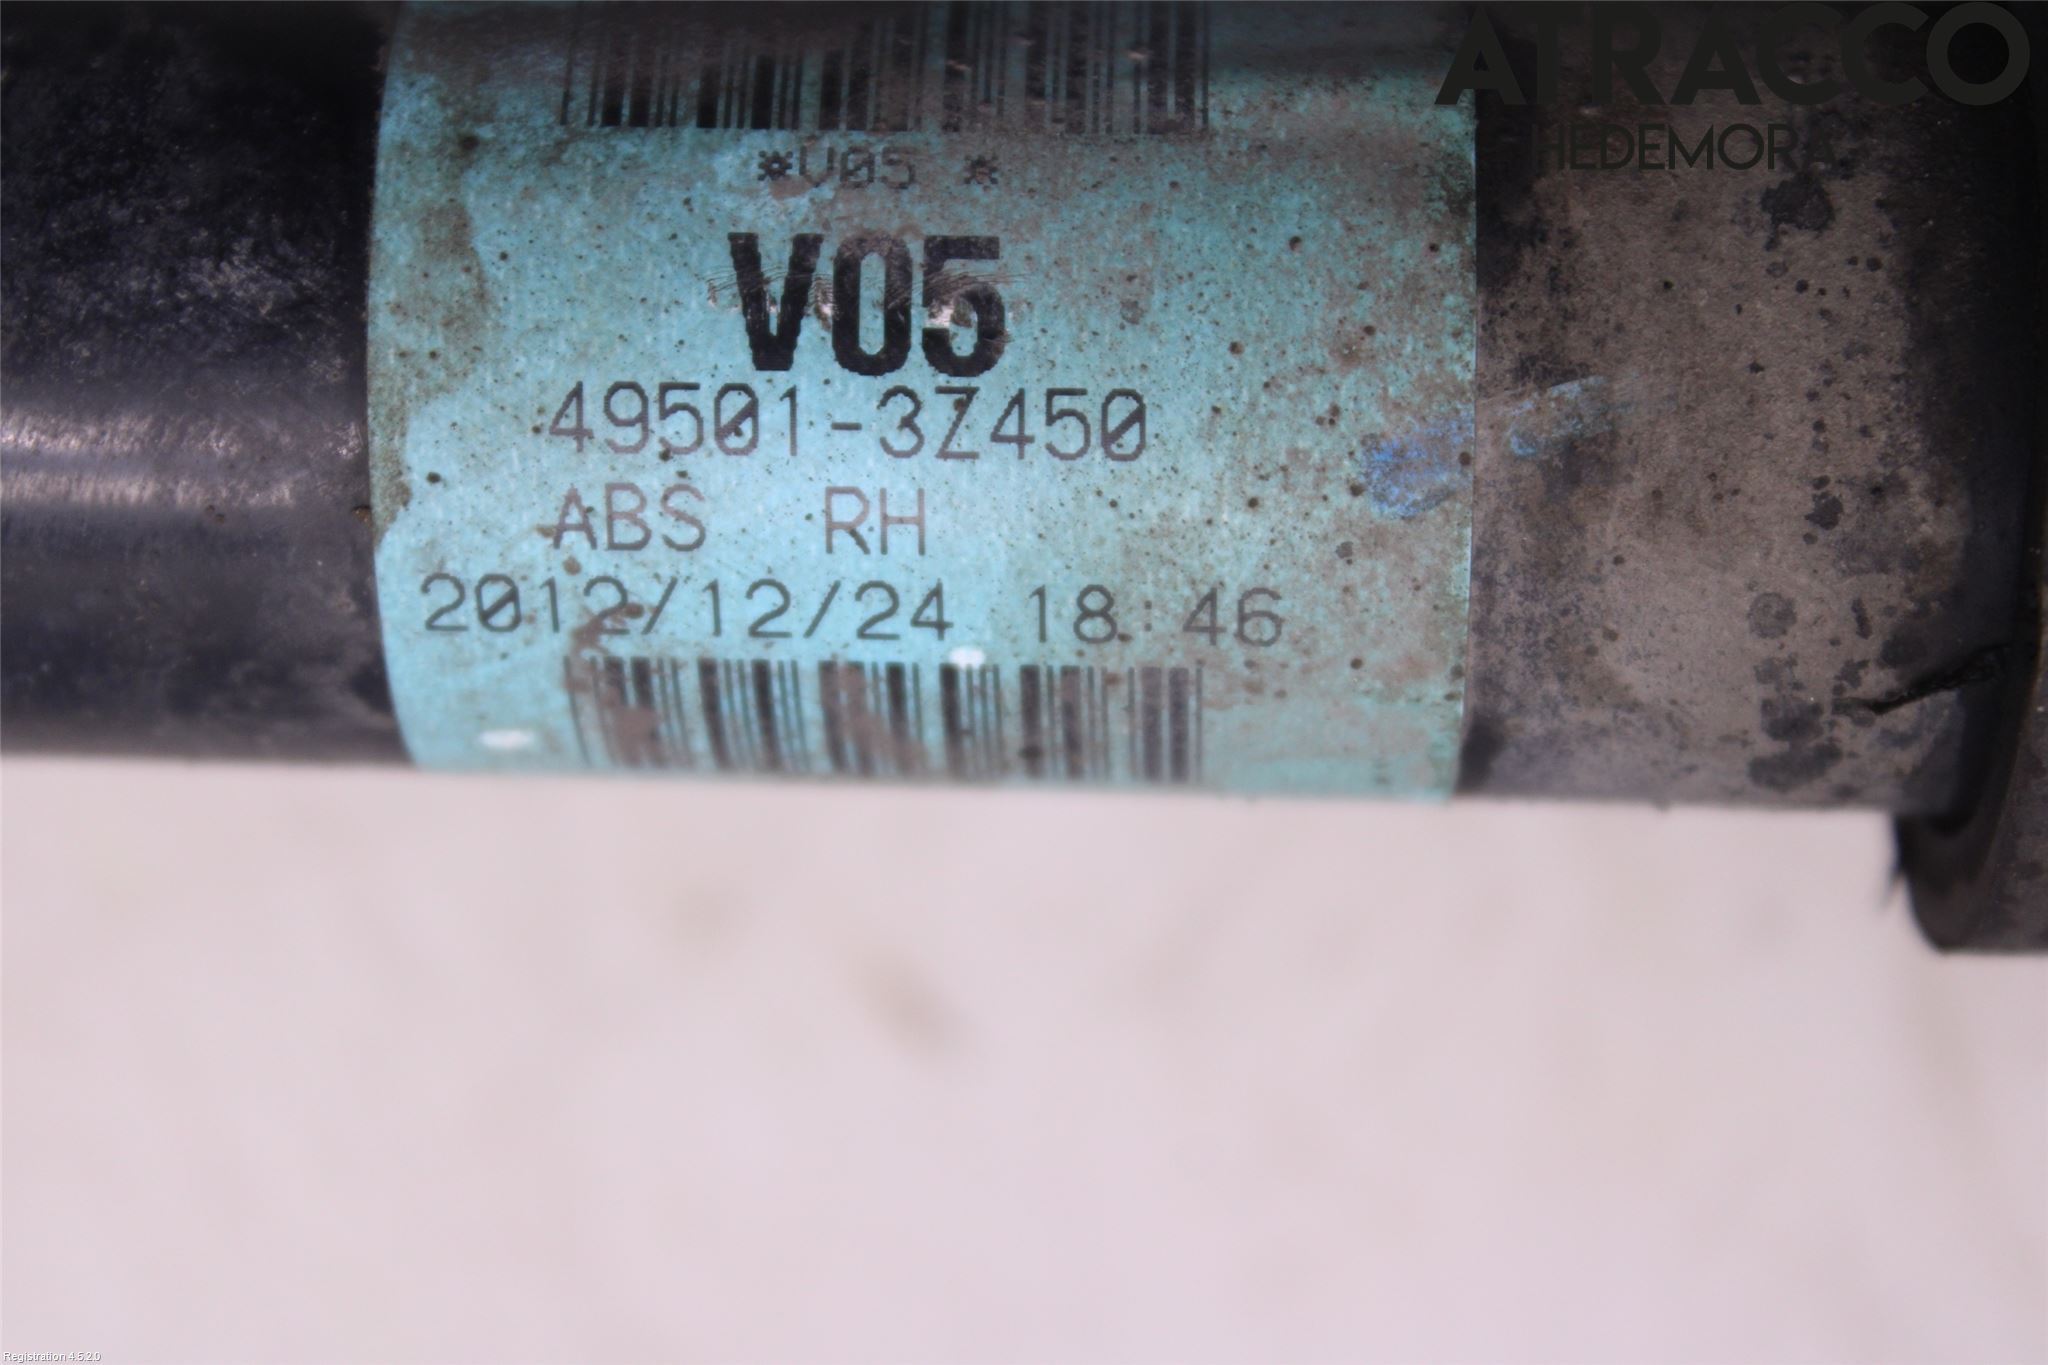 ATRACCO
HEDEMORA
*V05 *
V05
49501-3Z450
ABS RH
2012/12/24 18:46
Registration 4.5.2.0